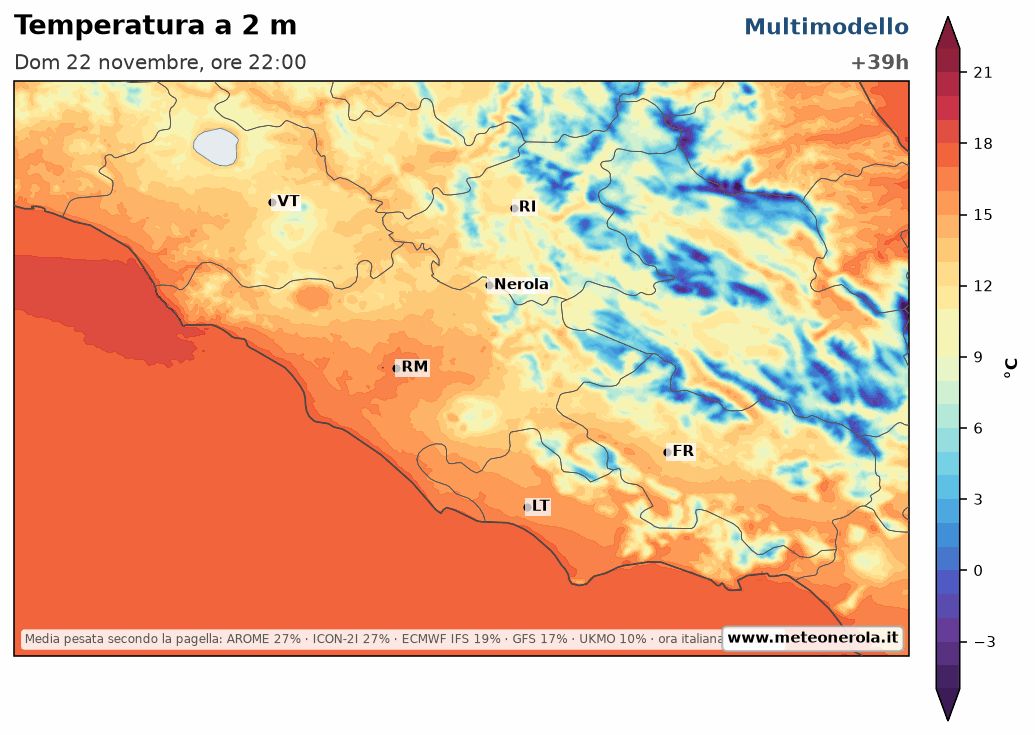 Temperatura a 2 m
Multimodello
Dom 22 novembre, ore 22:00
+39h
VT
RI
Nerola
RM
FR
LT
21
18
15
12
9
6
3
0
−3
°C
Media pesata secondo la pagella: AROME 27% · ICON-2I 27% · ECMWF IFS 19% · GFS 17% · UKMO 10% · ora italiana
www.meteonerola.it